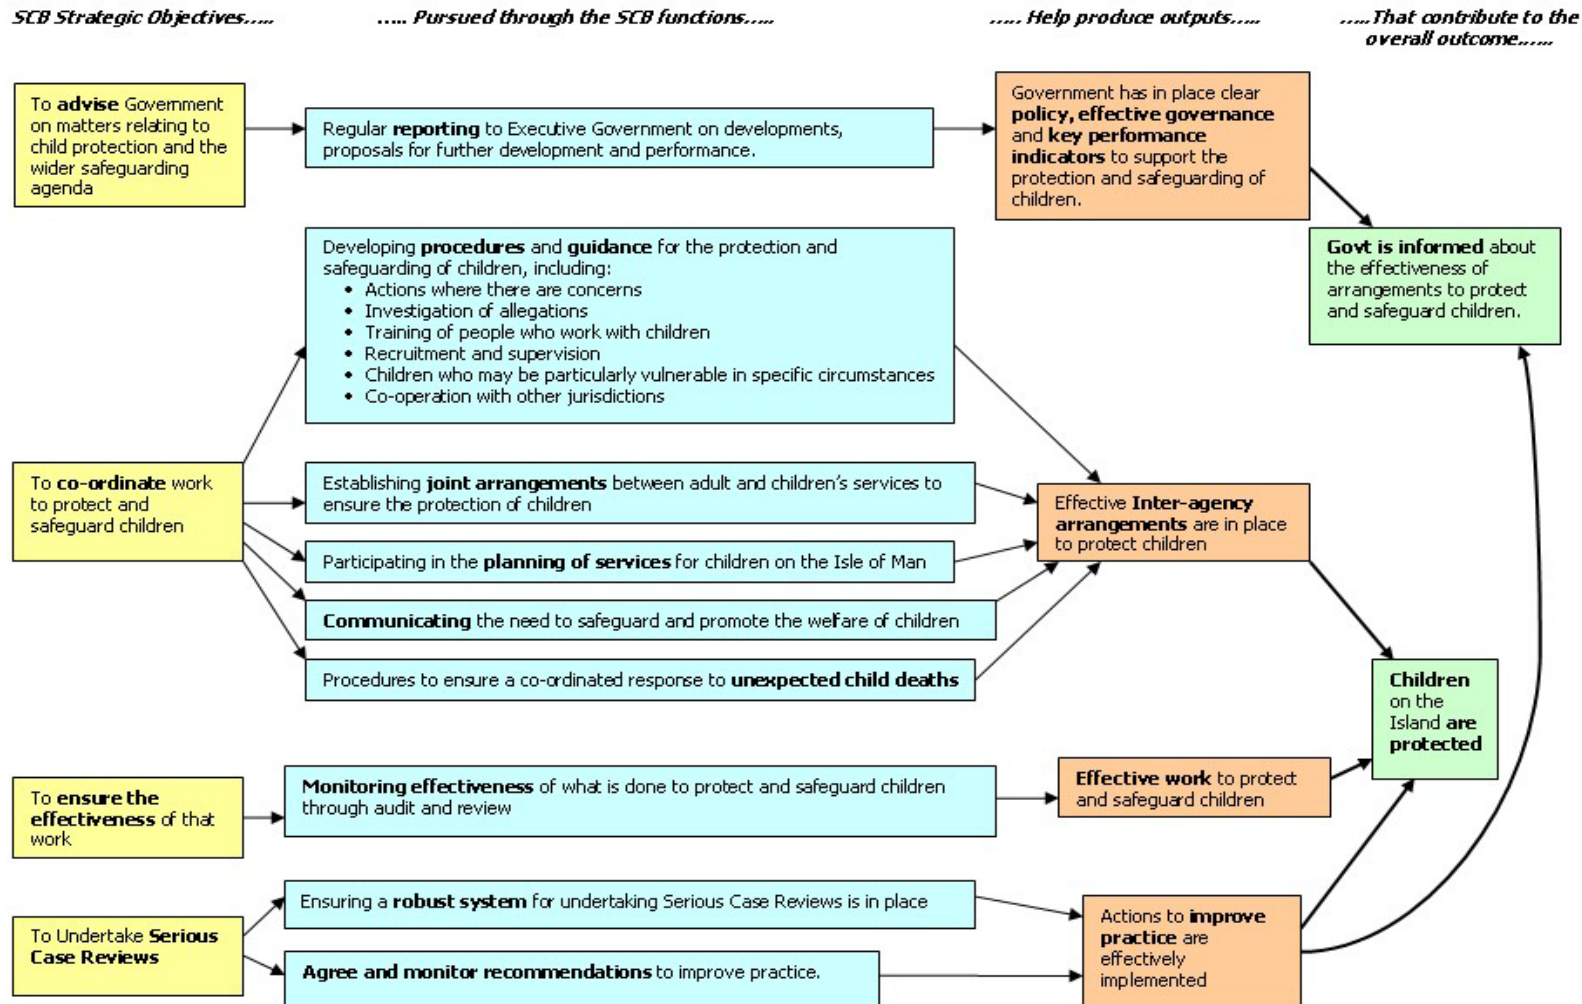 SCB Strategic Objectives.....
..... Pursued through the SCB functions.....
..... Help produce outputs.....
.....That contribute to the
overall outcome......
To advise Government
on matters relating to
child protection and the
wider safeguarding
agenda
Regular reporting to Executive Government on developments,
proposals for further development and performance.
Government has in place clear
policy, effective governance
and key performance
indicators to support the
protection and safeguarding of
children.
Govt is informed about
the effectiveness of
arrangements to protect
and safeguard children.
Developing procedures and guidance for the protection and
safeguarding of children, including:
• Actions where there are concerns
• Investigation of allegations
• Training of people who work with children
• Recruitment and supervision
• Children who may be particularly vulnerable in specific circumstances
• Co-operation with other jurisdictions
To co-ordinate work
to protect and
safeguard children
Establishing joint arrangements between adult and children's services to
ensure the protection of children
Participating in the planning of services for children on the Isle of Man
Communicating the need to safeguard and promote the welfare of children
Procedures to ensure a co-ordinated response to unexpected child deaths
Effective Inter-agency
arrangements are in place
to protect children
Children
on the
Island are
protected
To ensure the
effectiveness of that
work
Monitoring effectiveness of what is done to protect and safeguard children
through audit and review
Effective work to protect
and safeguard children
To Undertake Serious
Case Reviews
Ensuring a robust system for undertaking Serious Case Reviews is in place
Agree and monitor recommendations to improve practice.
Actions to improve
practice are
effectively
implemented